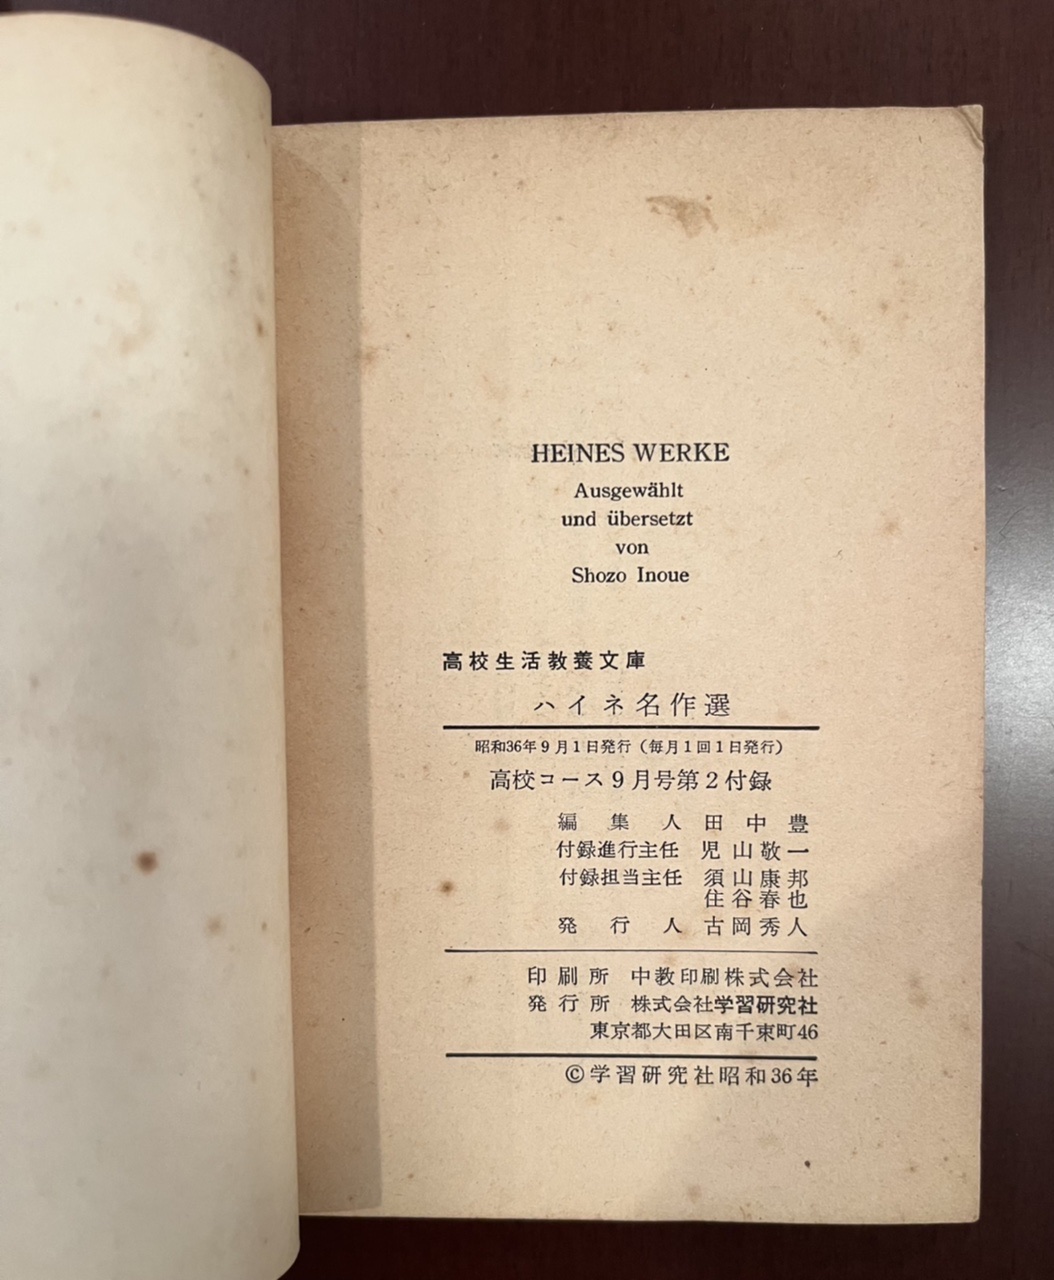 HEINES WERKE
Ausgewählt
und übersetzt
von
Shozo Inoue
高校生活教養文庫
ハイネ名作選
昭和36年9月1日発行（毎月1回1日発行）
高校コース9月号第2付録
編集人 田中豊
付録進行主任 児山敬一
付録担当主任 須山康邦
住谷春也
発行人 古岡秀人
印刷所 中教印刷株式会社
発行所 株式会社学習研究社
東京都大田区南千束町46
©学習研究社昭和36年